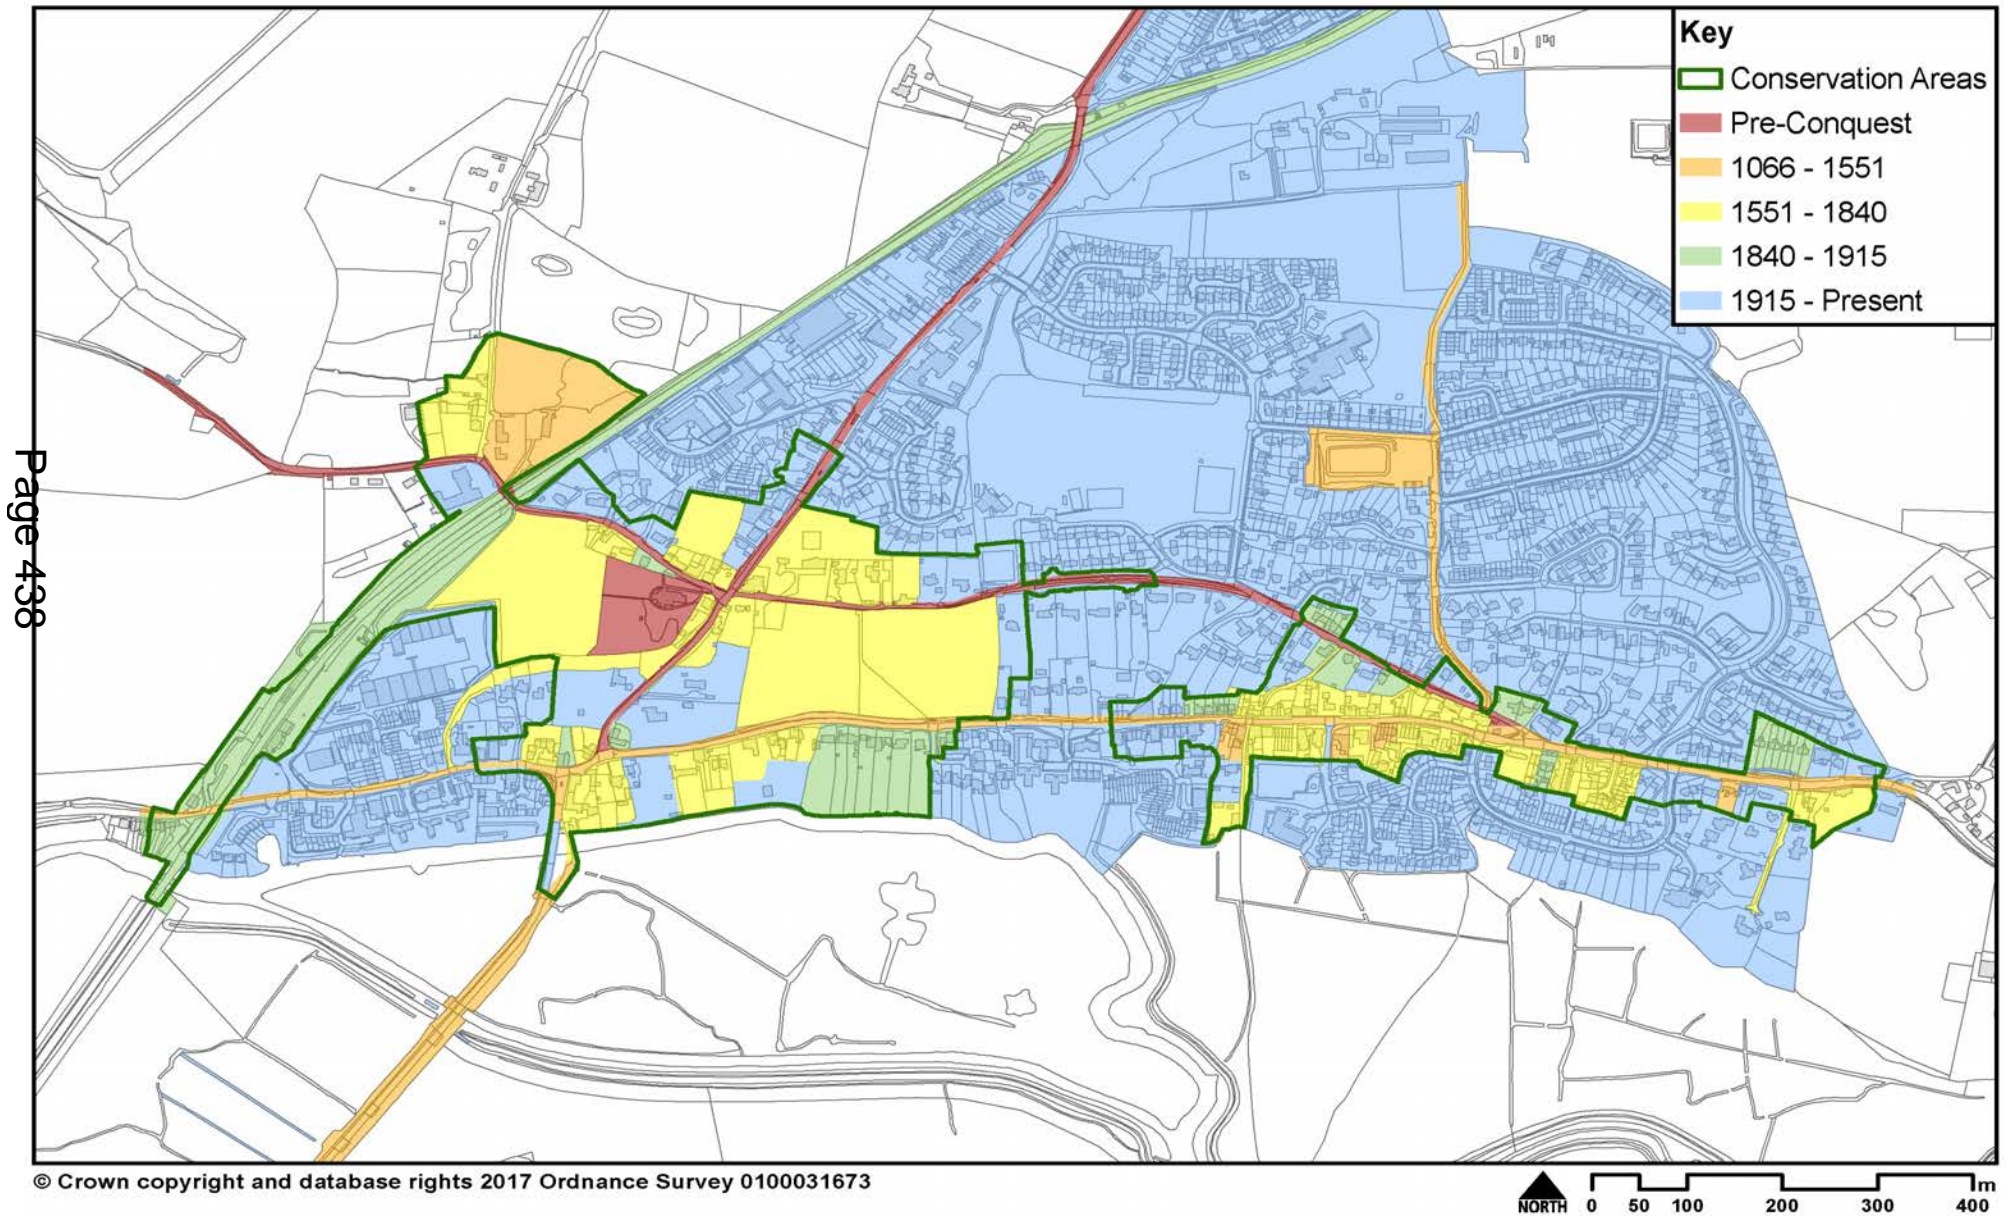 Key
Conservation Areas
Pre-Conquest
1066 - 1551
1551 - 1840
1840 - 1915
1915 - Present
Page 438
© Crown copyright and database rights 2017 Ordnance Survey 0100031673
NORTH
0 50 100 200 300 400 m